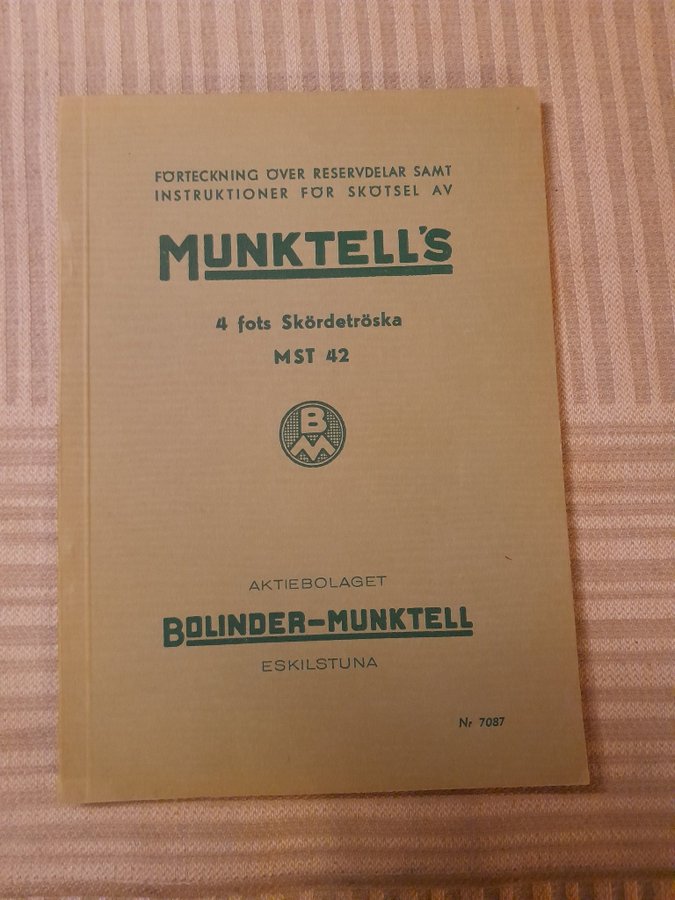 FÖRTECKNING ÖVER RESERVDELAR SAMT
INSTRUKTIONER FÖR SKÖTSEL AV
MUNKTELL'S
4 fots Skördetröska
MST 42
B
M
AKTIEBOLAGET
BOLINDER-MUNKTELL
ESKILSTUNA
Nr 7087